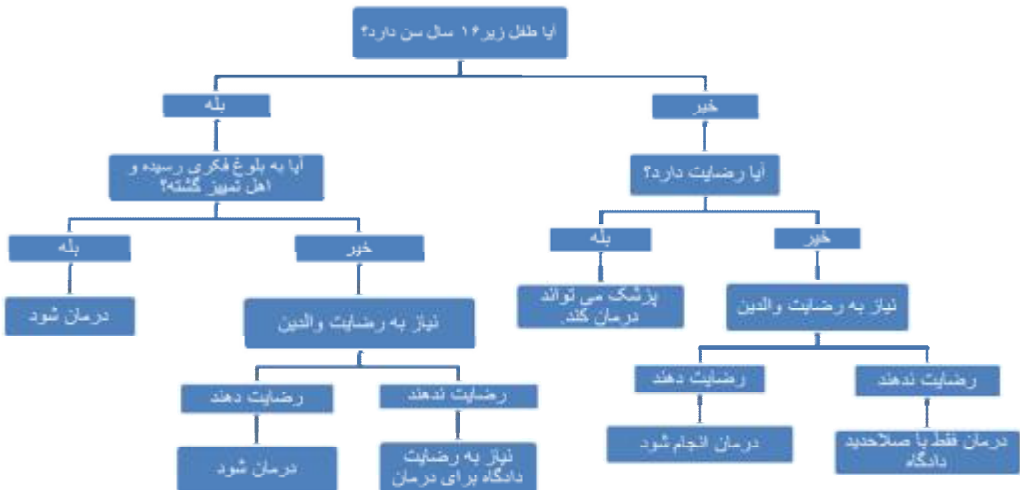 آیا طفل زیر ۱۶ سال سن دارد؟
خیر
بله
آیا رضایت دارد؟
آیا به بلوغ فکری رسیده و
اهل تمییز گشته؟
خیر
بله
خیر
بله
نیاز به رضایت والدین
پزشک می تواند
درمان کند.
نیاز به رضایت والدین
درمان شود
رضایت ندهند
رضایت دهند
رضایت ندهند
رضایت دهند
درمان فقط با صلاحدید
دادگاه
درمان انجام شود
نیاز به رضایت
دادگاه برای درمان
درمان شود